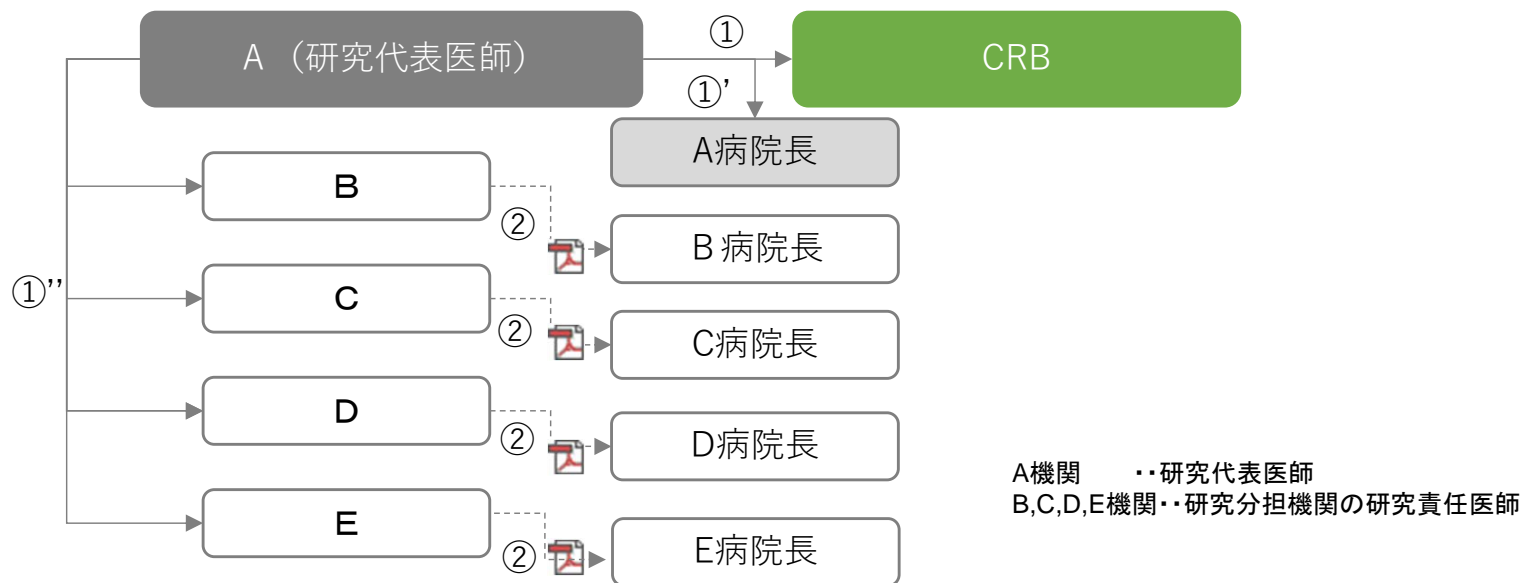 A （研究代表医師）
①
CRB
①’
A病院長
B
②
B 病院長
①’’
C
②
C病院長
D
②
D病院長
A機関　　‥研究代表医師
B,C,D,E機関‥研究分担機関の研究責任医師
E
②
E病院長